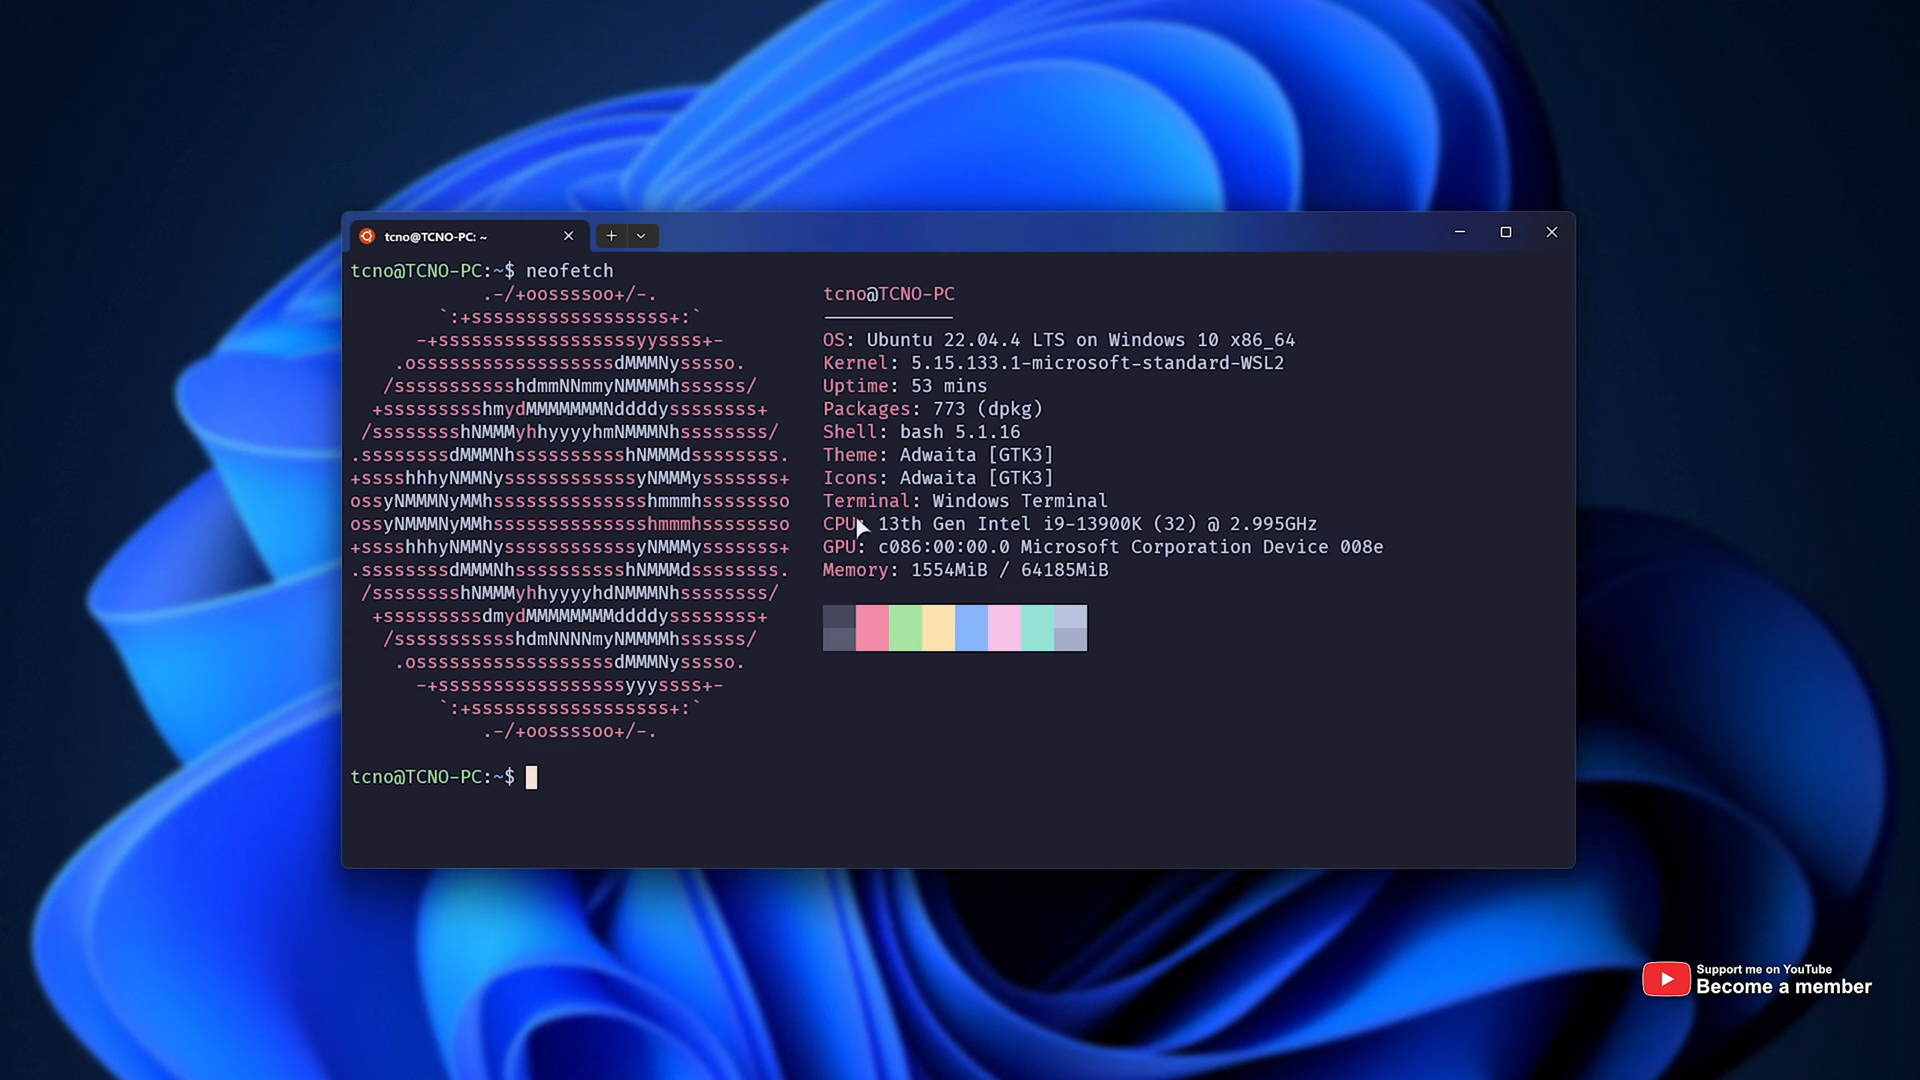 tcno@TCNO-PC: ~
tcno@TCNO-PC:~$ neofetch
.-/+oossssoo+/-.
`:+ssssssssssssssssss+:`
-+ssssssssssssssssssyyssss+-
.ossssssssssssssssssdMMMNysssso.
/ssssssssssshdmmNNmmyNMMMMhssssss/
+ssssssssshmydMMMMMMMNddddyssssssss+
/sssssssshNMMMyhhyyyyhmNMMMNhssssssss/
.ssssssssdMMMNhsssssssssshNMMMdssssssss.
+sssshhhyNMMNyssssssssssssyNMMMysssssss+
ossyNMMMNyMMhsssssssssssssshmmmhssssssso
ossyNMMMNyMMhsssssssssssssshmmmhssssssso
+sssshhhyNMMNyssssssssssssyNMMMysssssss+
.ssssssssdMMMNhsssssssssshNMMMdssssssss.
/sssssssshNMMMyhhyyyyhdNMMMNhssssssss/
+sssssssssdmydMMMMMMMMddddyssssssss+
/ssssssssssshdmNNNNmyNMMMMhssssss/
.ossssssssssssssssssdMMMNysssso.
-+sssssssssssssssssyyyssss+-
`:+ssssssssssssssssss+:`
.-/+oossssoo+/-.
tcno@TCNO-PC
OS: Ubuntu 22.04.4 LTS on Windows 10 x86_64
Kernel: 5.15.133.1-microsoft-standard-WSL2
Uptime: 53 mins
Packages: 773 (dpkg)
Shell: bash 5.1.16
Theme: Adwaita [GTK3]
Icons: Adwaita [GTK3]
Terminal: Windows Terminal
CPU: 13th Gen Intel i9-13900K (32) @ 2.995GHz
GPU: c086:00:00.0 Microsoft Corporation Device 008e
Memory: 1554MiB / 64185MiB
tcno@TCNO-PC:~$
Support me on YouTube
Become a member